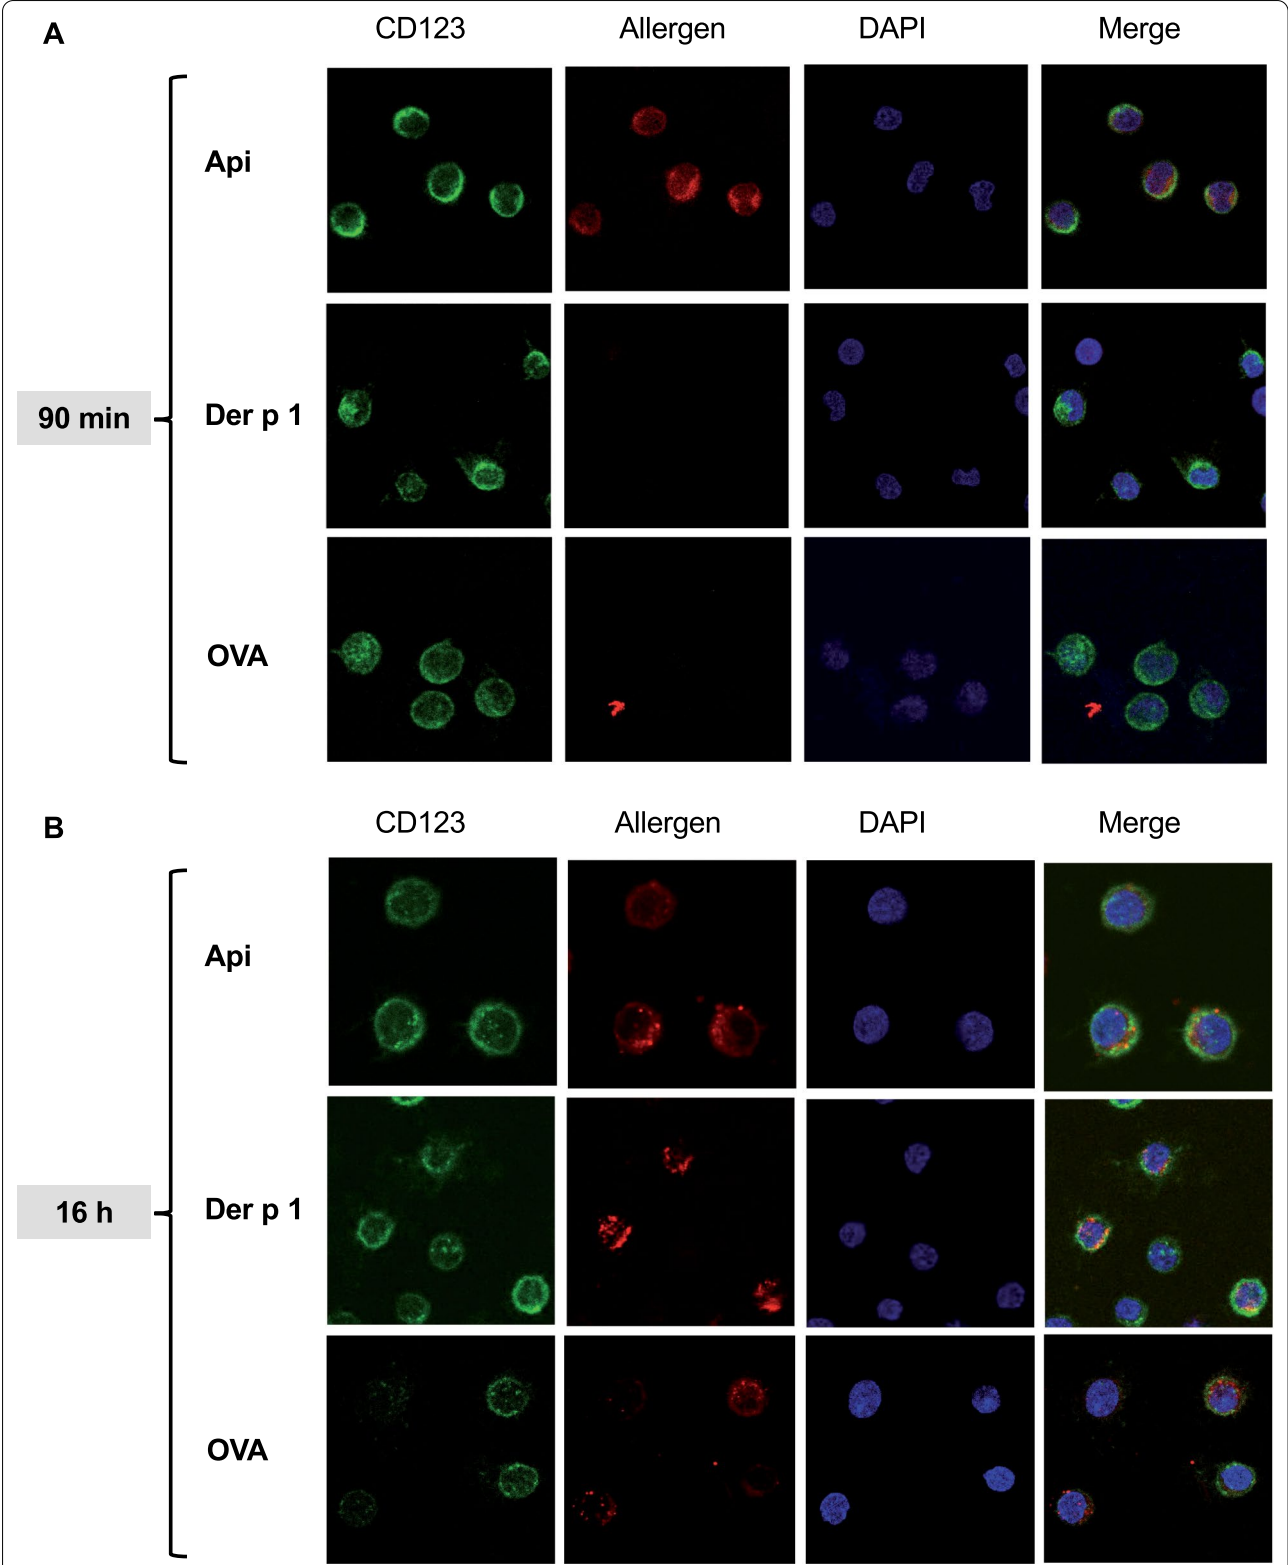 A
CD123 Allergen DAPI Merge
Api
90 min
Der p 1
OVA
B
CD123 Allergen DAPI Merge
Api
16 h
Der p 1
OVA